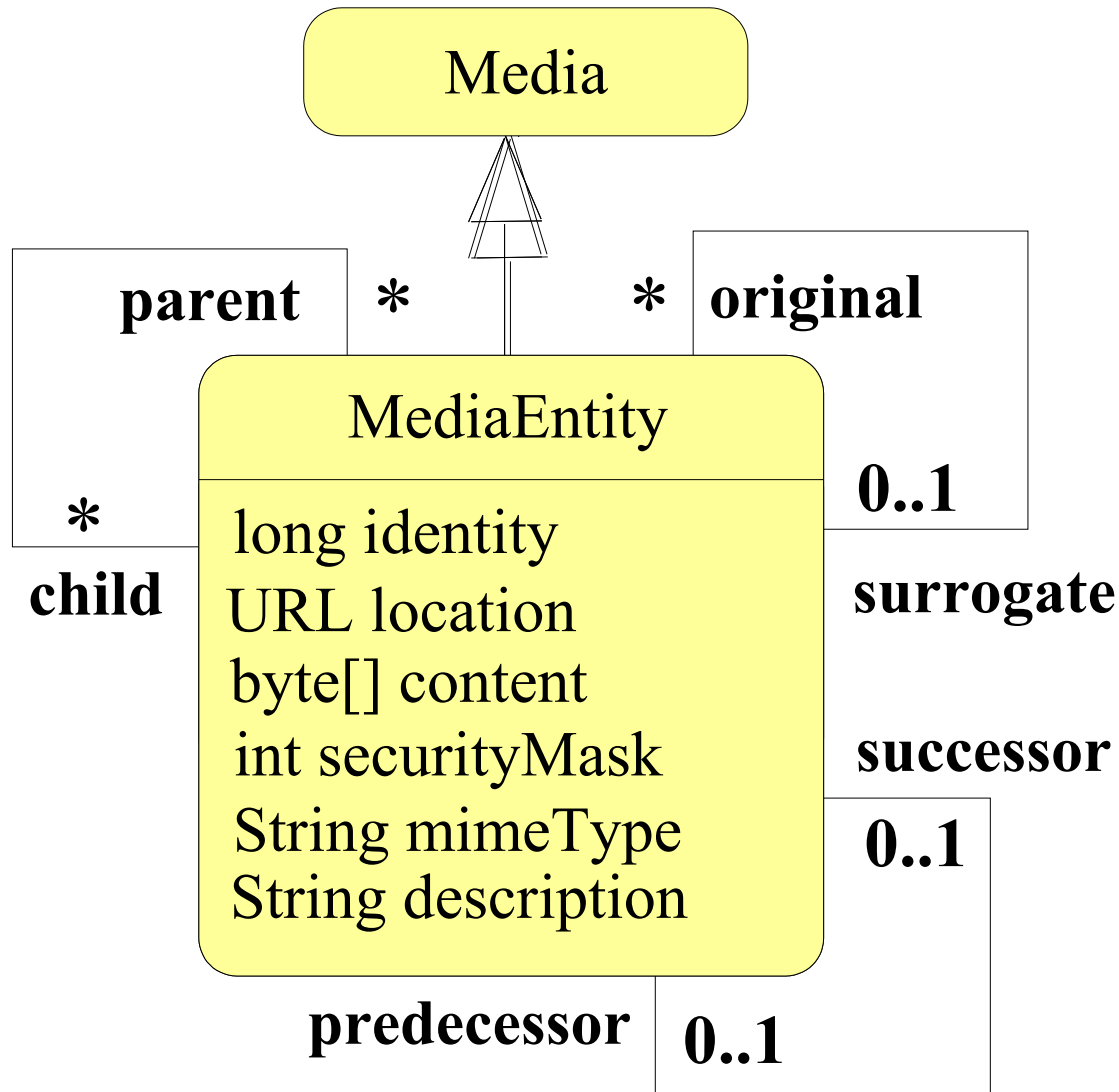 Media
parent * * original
MediaEntity
* 0..1
long identity
child surrogate
URL location
byte[] content
int securityMask
successor
String mimeType 0..1
String description
predecessor 0..1